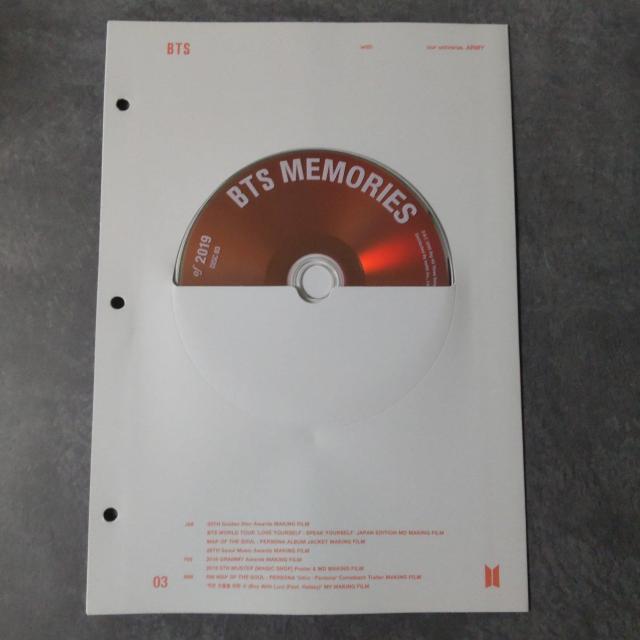 BTS with our universe, ARMY
BTS MEMORIES
of 2019
DISC 03
JAN 33TH Golden Disc Awards MAKING FILM
BTS WORLD TOUR 'LOVE YOURSELF : SPEAK YOURSELF' JAPAN EDITION MD MAKING FILM
MAP OF THE SOUL : PERSONA ALBUM JACKET MAKING FILM
28TH Seoul Music Awards MAKING FILM
FEB 2019 GRAMMY Awards MAKING FILM
2019 5TH MUSTER [MAGIC SHOP] Poster & MD MAKING FILM
MAR RM MAP OF THE SOUL : PERSONA 'Intro : Persona' Comeback Trailer MAKING FILM
작은 것들을 위한 시 (Boy With Luv) (Feat. Halsey)' MV MAKING FILM
03